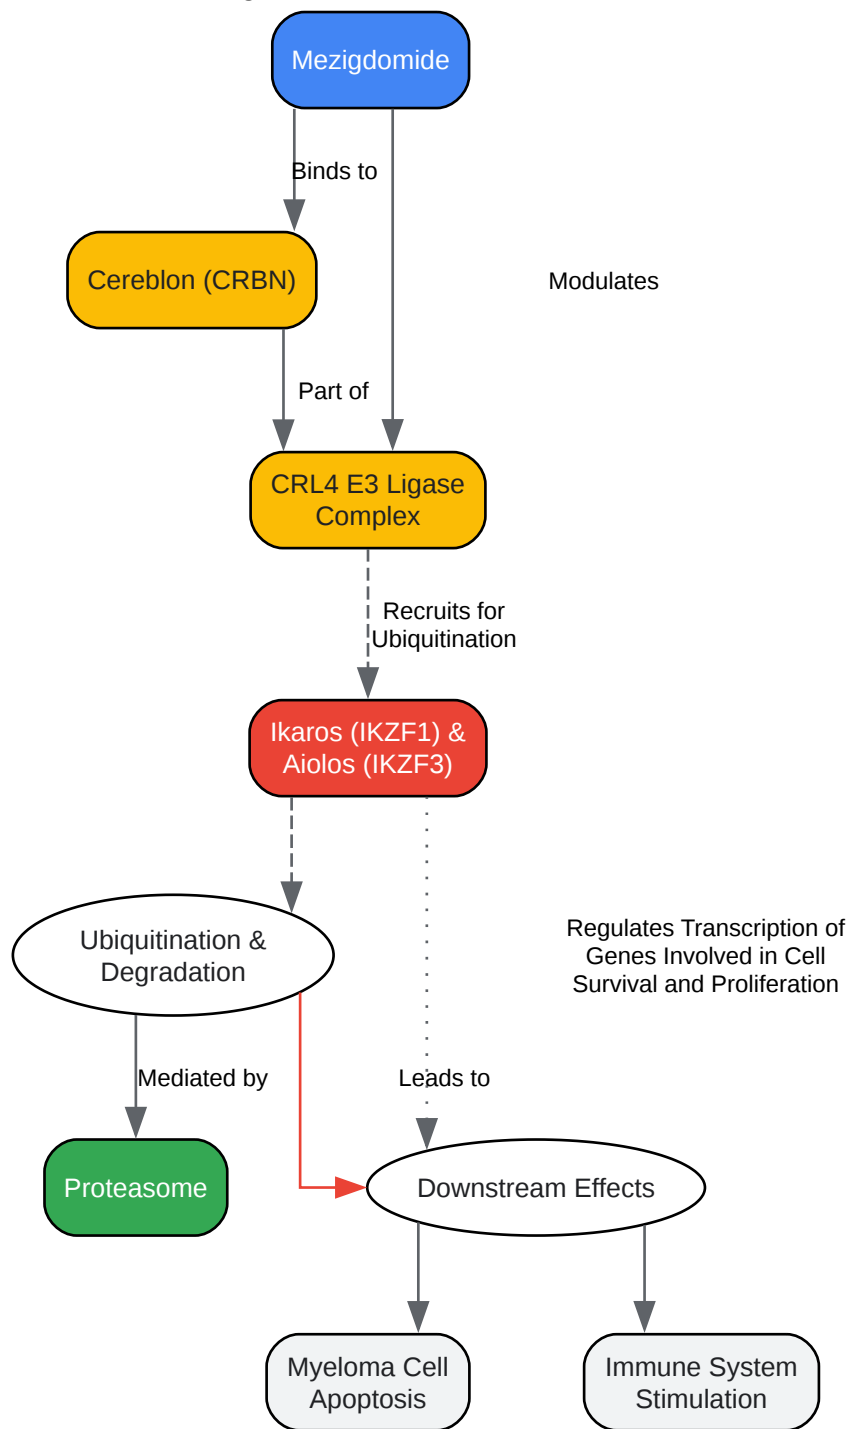 Mezigdomide
Binds to
Cereblon (CRBN)
Modulates
Part of
CRL4 E3 Ligase
Complex
Recruits for
Ubiquitination
Ikaros (IKZF1) &
Aiolos (IKZF3)
Ubiquitination &
Degradation
Regulates Transcription of
Genes Involved in Cell
Survival and Proliferation
Mediated by
Leads to
Proteasome
Downstream Effects
Myeloma Cell
Apoptosis
Immune System
Stimulation